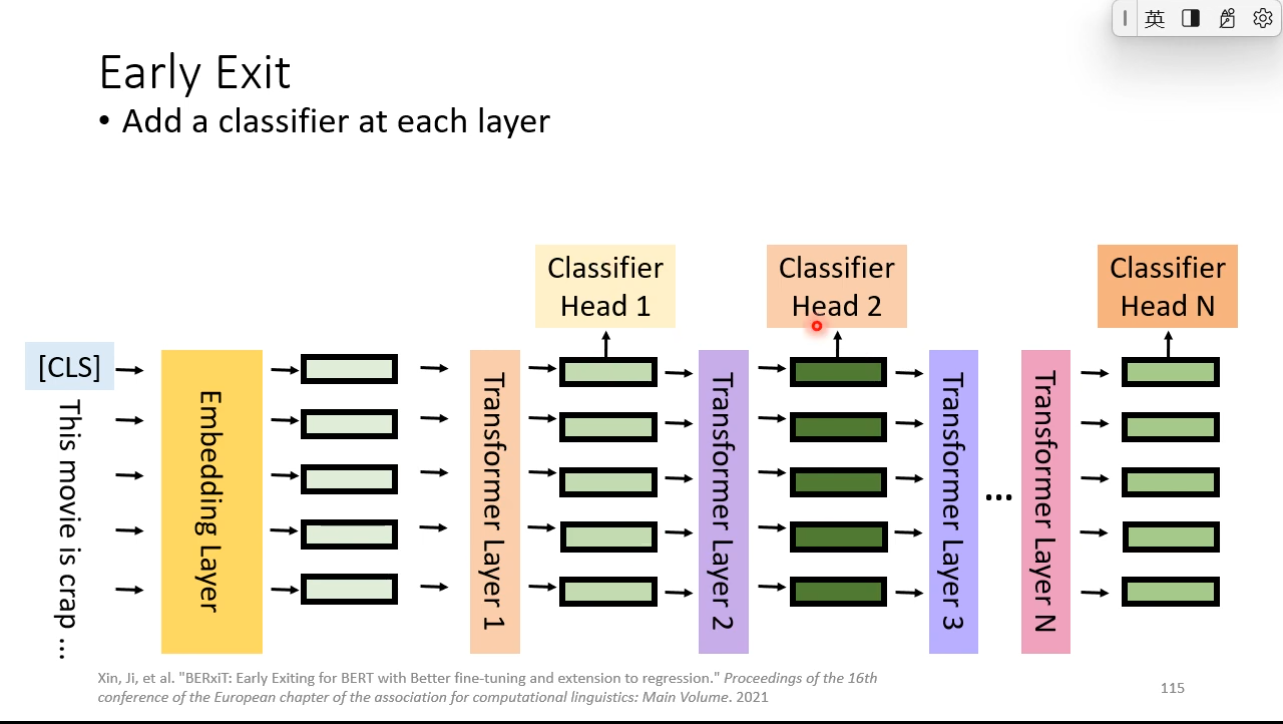 英
Early Exit
• Add a classifier at each layer
Classifier
Head 1
Classifier
Head 2
Classifier
Head N
[CLS]
This movie is crap ...
Embedding Layer
Transformer Layer 1
Transformer Layer 2
Transformer Layer 3
...
Transformer Layer N
Xin, Ji, et al. "BERxiT: Early Exiting for BERT with Better fine-tuning and extension to regression." Proceedings of the 16th
conference of the European chapter of the association for computational linguistics: Main Volume. 2021
115